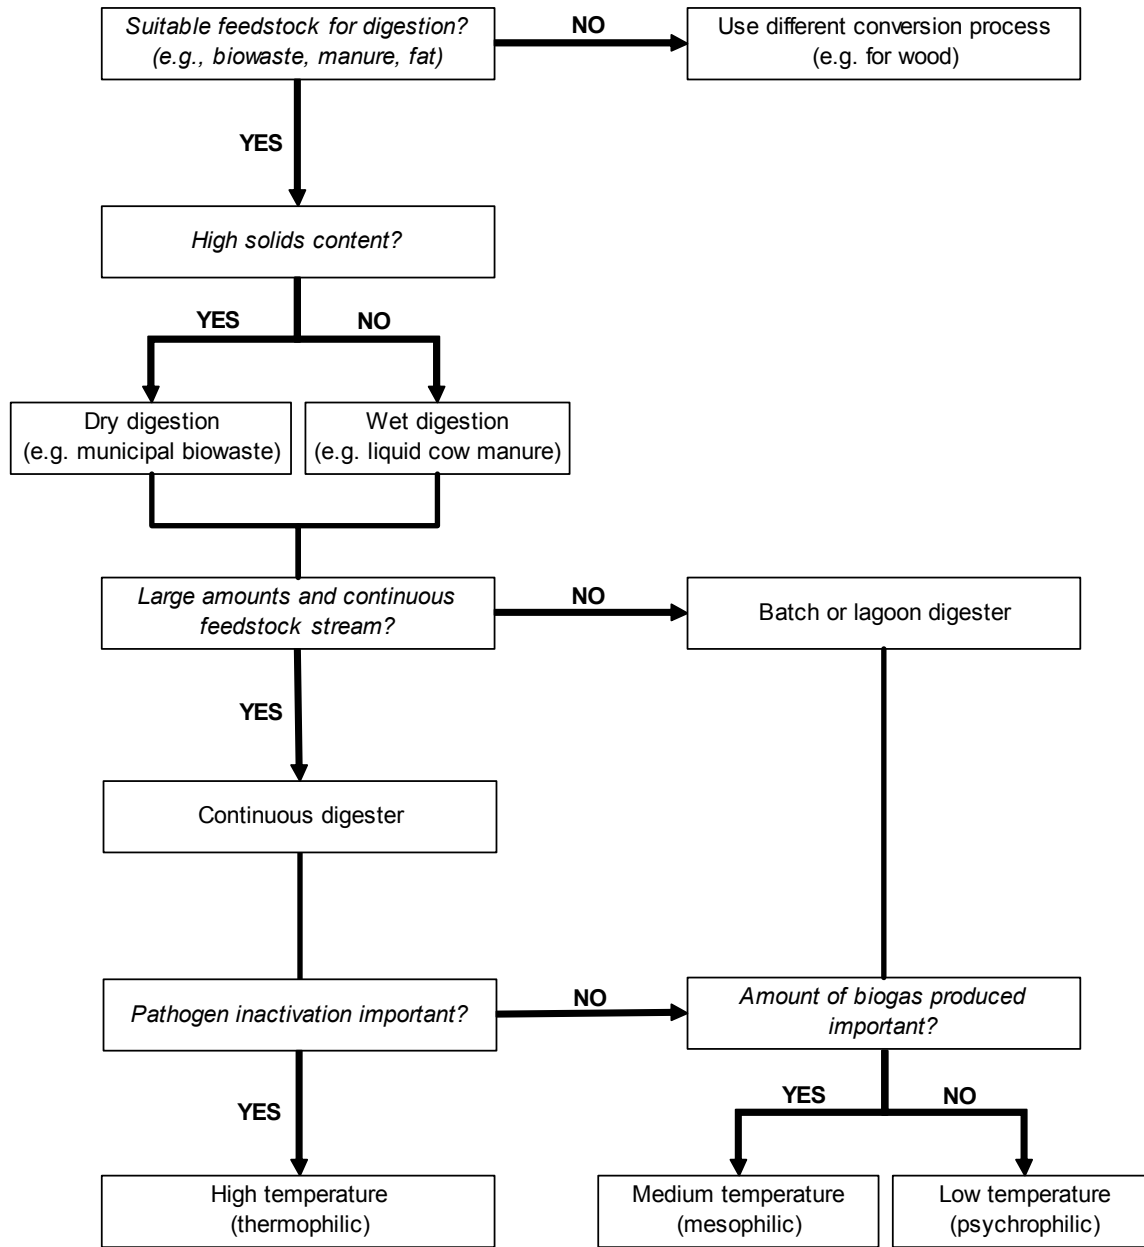 Suitable feedstock for digestion?
(e.g., biowaste, manure, fat)
NO
Use different conversion process
(e.g. for wood)
YES
High solids content?
YES
NO
Dry digestion
(e.g. municipal biowaste)
Wet digestion
(e.g. liquid cow manure)
Large amounts and continuous
feedstock stream?
NO
Batch or lagoon digester
YES
Continuous digester
Pathogen inactivation important?
NO
Amount of biogas produced
important?
YES
YES
NO
High temperature
(thermophilic)
Medium temperature
(mesophilic)
Low temperature
(psychrophilic)